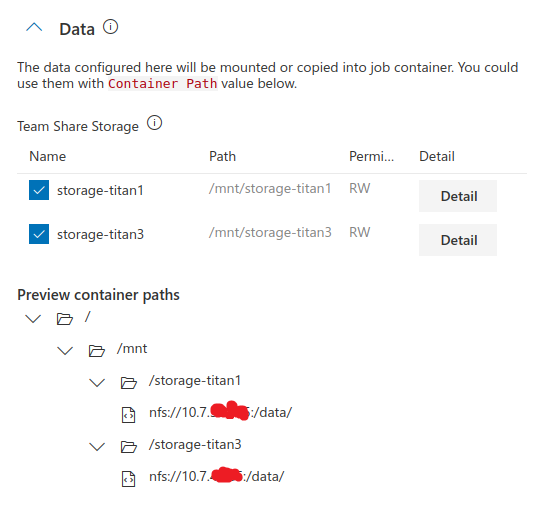 Data
The data configured here will be mounted or copied into job container. You could
use them with Container Path value below.
Team Share Storage
Name Path Permi... Detail
storage-titan1 /mnt/storage-titan1 RW Detail
storage-titan3 /mnt/storage-titan3 RW Detail
Preview container paths
/
/mnt
/storage-titan1
nfs://10.7. :/data/
/storage-titan3
nfs://10.7. :/data/